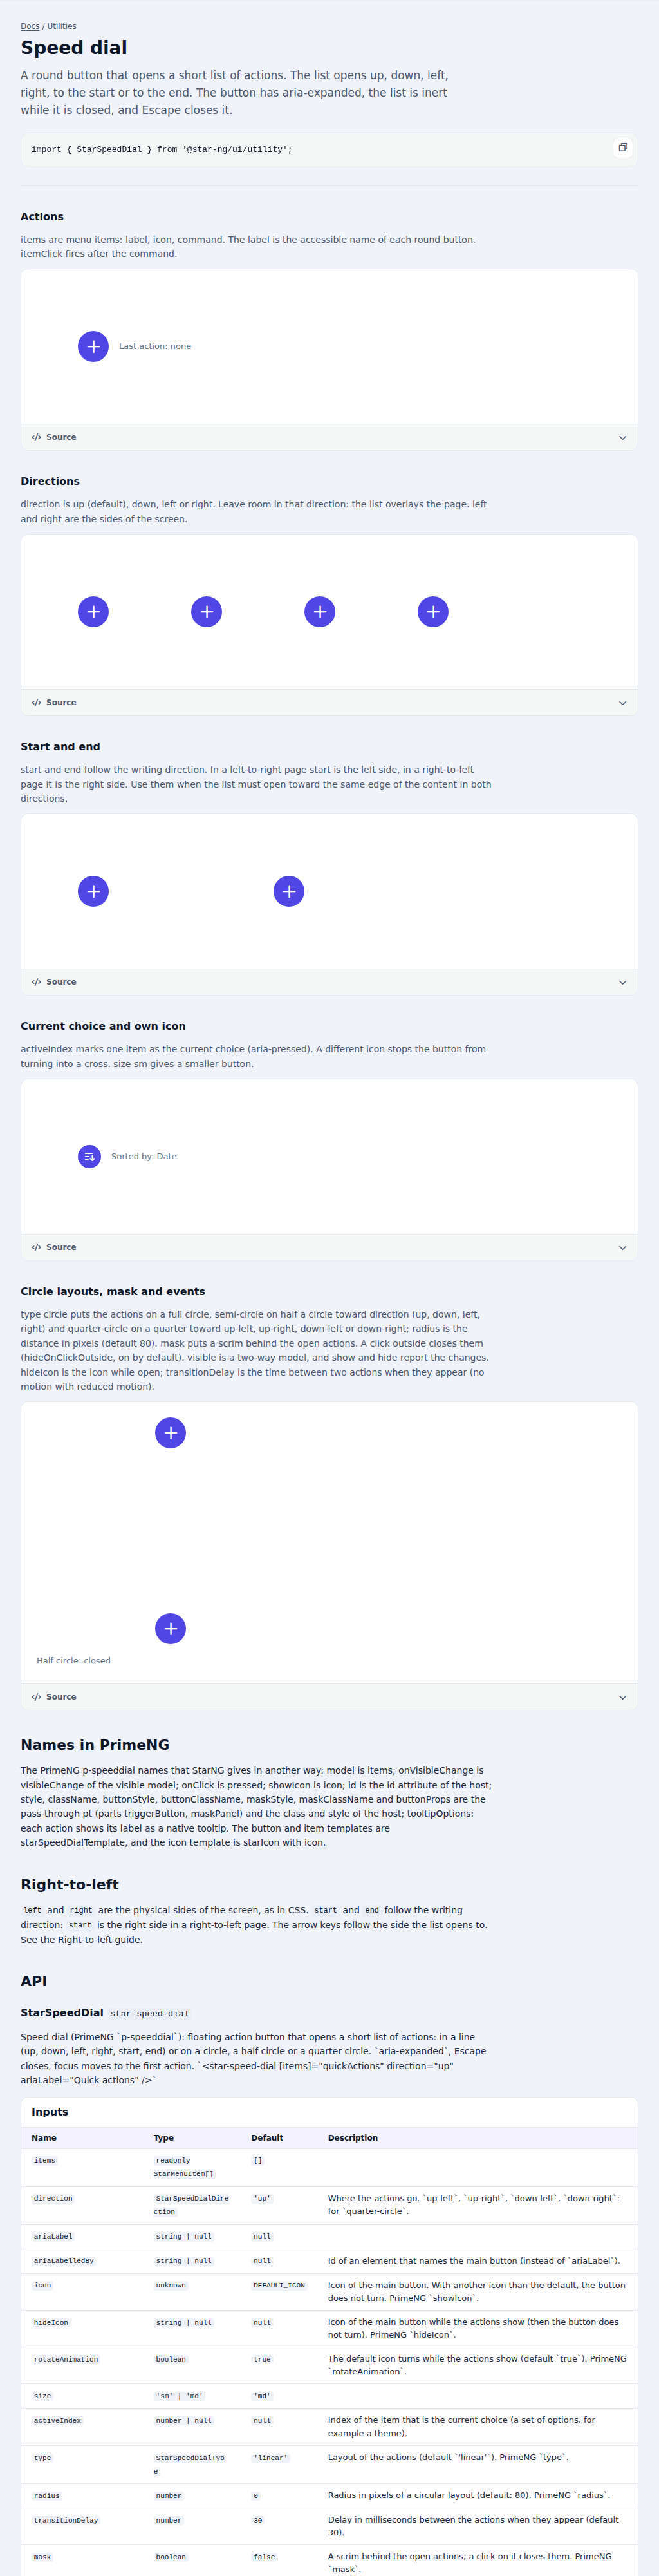 Docs / Utilities
Speed dial
A round button that opens a short list of actions. The list opens up, down, left,
right, to the start or to the end. The button has aria-expanded, the list is inert
while it is closed, and Escape closes it.
import { StarSpeedDial } from '@star-ng/ui/utility';
Actions
items are menu items: label, icon, command. The label is the accessible name of each round button.
itemClick fires after the command.
Last action: none
Source
Directions
direction is up (default), down, left or right. Leave room in that direction: the list overlays the page. left
and right are the sides of the screen.
Source
Start and end
start and end follow the writing direction. In a left-to-right page start is the left side, in a right-to-left
page it is the right side. Use them when the list must open toward the same edge of the content in both
directions.
Source
Current choice and own icon
activeIndex marks one item as the current choice (aria-pressed). A different icon stops the button from
turning into a cross. size sm gives a smaller button.
Sorted by: Date
Source
Circle layouts, mask and events
type circle puts the actions on a full circle, semi-circle on half a circle toward direction (up, down, left,
right) and quarter-circle on a quarter toward up-left, up-right, down-left or down-right; radius is the
distance in pixels (default 80). mask puts a scrim behind the open actions. A click outside closes them
(hideOnClickOutside, on by default). visible is a two-way model, and show and hide report the changes.
hideIcon is the icon while open; transitionDelay is the time between two actions when they appear (no
motion with reduced motion).
Half circle: closed
Source
Names in PrimeNG
The PrimeNG p-speeddial names that StarNG gives in another way: model is items; onVisibleChange is
visibleChange of the visible model; onClick is pressed; showIcon is icon; id is the id attribute of the host;
style, className, buttonStyle, buttonClassName, maskStyle, maskClassName and buttonProps are the
pass-through pt (parts triggerButton, maskPanel) and the class and style of the host; tooltipOptions:
each action shows its label as a native tooltip. The button and item templates are
starSpeedDialTemplate, and the icon template is starIcon with icon.
Right-to-left
left and right are the physical sides of the screen, as in CSS. start and end follow the writing
direction: start is the right side in a right-to-left page. The arrow keys follow the side the list opens to.
See the Right-to-left guide.
API
StarSpeedDial star-speed-dial
Speed dial (PrimeNG `p-speeddial`): floating action button that opens a short list of actions: in a line
(up, down, left, right, start, end) or on a circle, a half circle or a quarter circle. `aria-expanded`, Escape
closes, focus moves to the first action. `<star-speed-dial [items]="quickActions" direction="up"
ariaLabel="Quick actions" />`
Inputs
Name Type Default Description
items readonly StarMenuItem[] []
direction StarSpeedDialDire ction 'up' Where the actions go. `up-left`, `up-right`, `down-left`, `down-right`:
for `quarter-circle`.
ariaLabel string | null null
ariaLabelledBy string | null null Id of an element that names the main button (instead of `ariaLabel`).
icon unknown DEFAULT_ICON Icon of the main button. With another icon than the default, the button
does not turn. PrimeNG `showIcon`.
hideIcon string | null null Icon of the main button while the actions show (then the button does
not turn). PrimeNG `hideIcon`.
rotateAnimation boolean true The default icon turns while the actions show (default `true`). PrimeNG
`rotateAnimation`.
size 'sm' | 'md' 'md'
activeIndex number | null null Index of the item that is the current choice (a set of options, for
example a theme).
type StarSpeedDialTyp e 'linear' Layout of the actions (default `'linear'`). PrimeNG `type`.
radius number 0 Radius in pixels of a circular layout (default: 80). PrimeNG `radius`.
transitionDelay number 30 Delay in milliseconds between the actions when they appear (default
30).
mask boolean false A scrim behind the open actions; a click on it closes them. PrimeNG
`mask`.